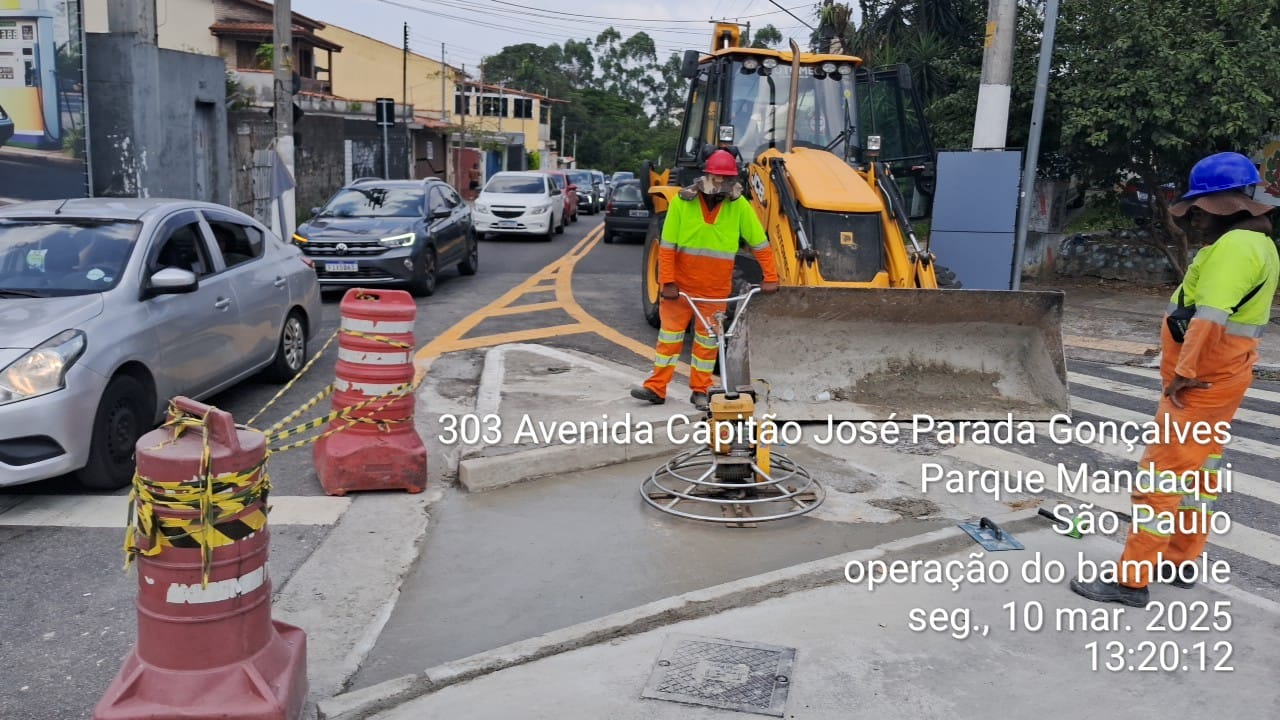 JCB
303 Avenida Capitão José Parada Gonçalves
Parque Mandaqui
São Paulo
operação do bambole
seg., 10 mar. 2025
13:20:12